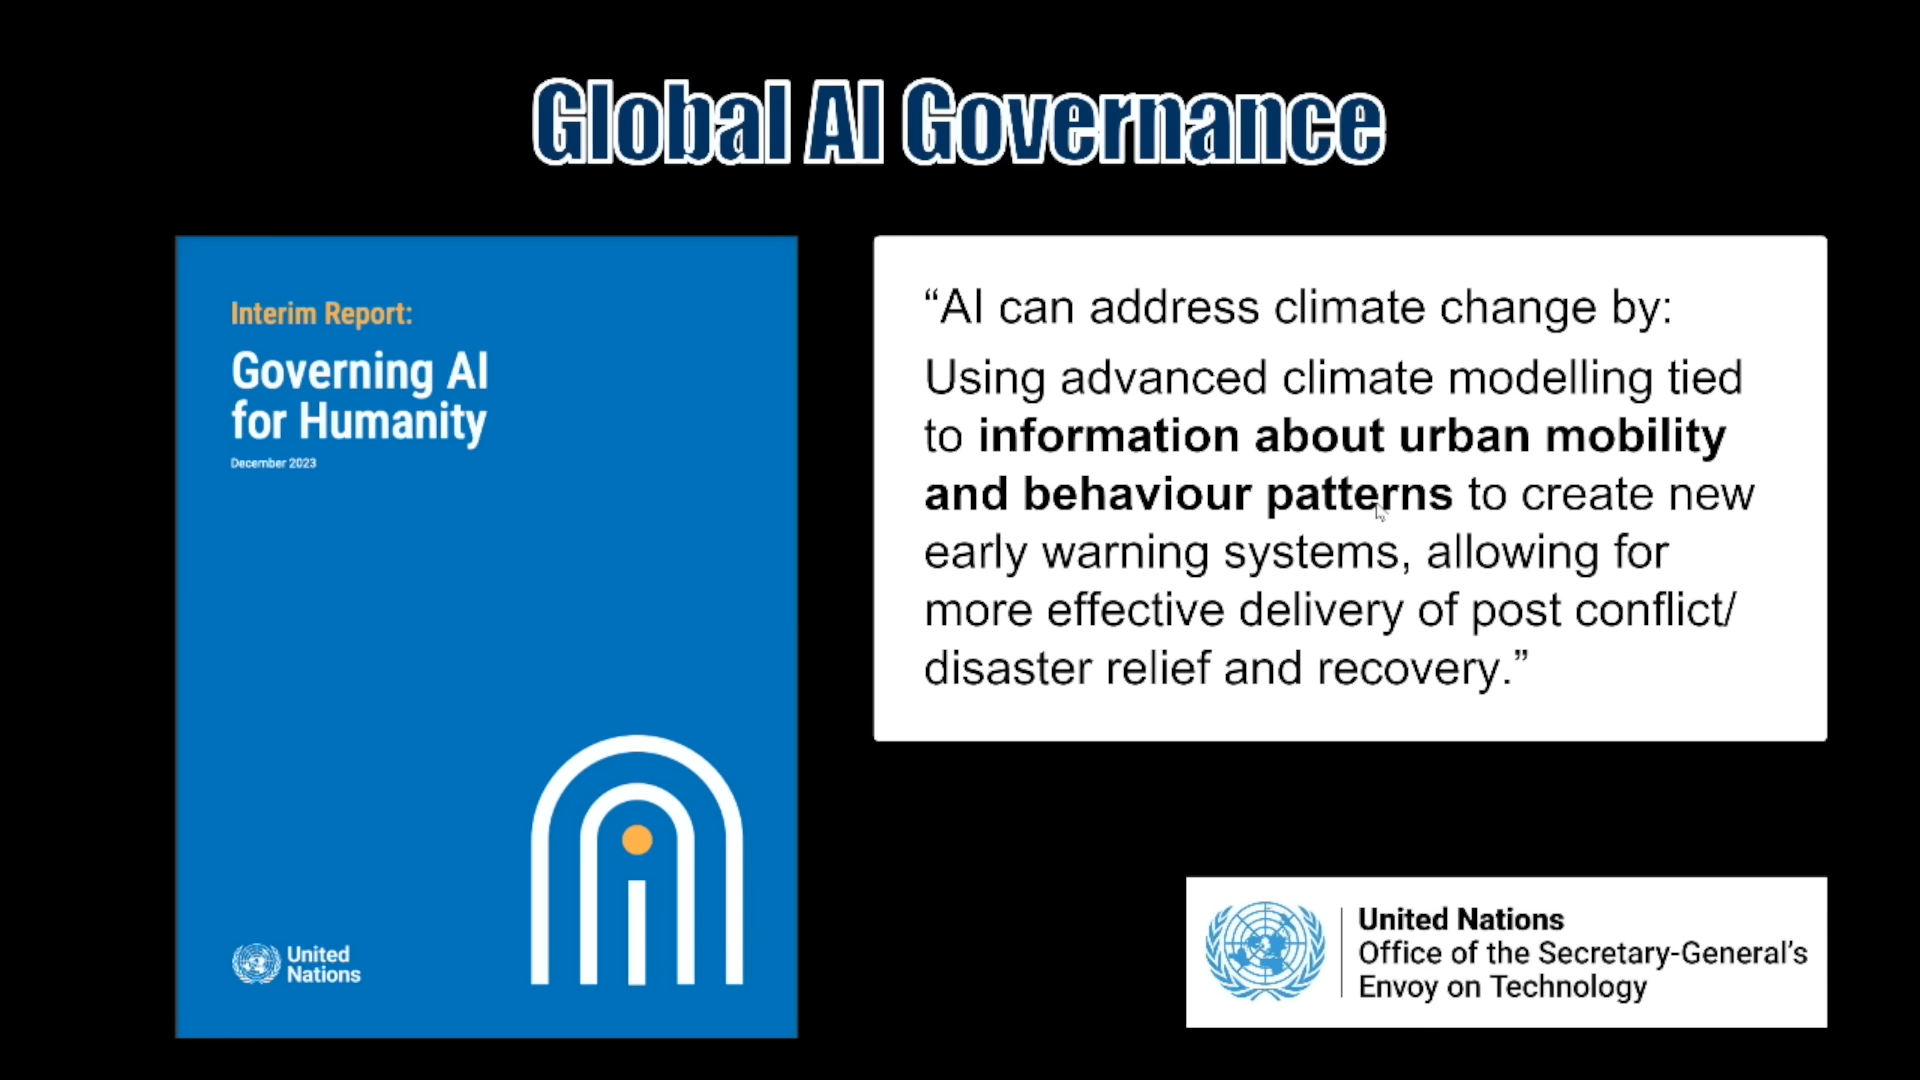 Global AI Governance
Interim Report:
Governing AI
for Humanity
December 2023
United
Nations
“AI can address climate change by:
Using advanced climate modelling tied
to information about urban mobility
and behaviour patterns to create new
early warning systems, allowing for
more effective delivery of post conflict/
disaster relief and recovery.”
United Nations
Office of the Secretary-General’s
Envoy on Technology